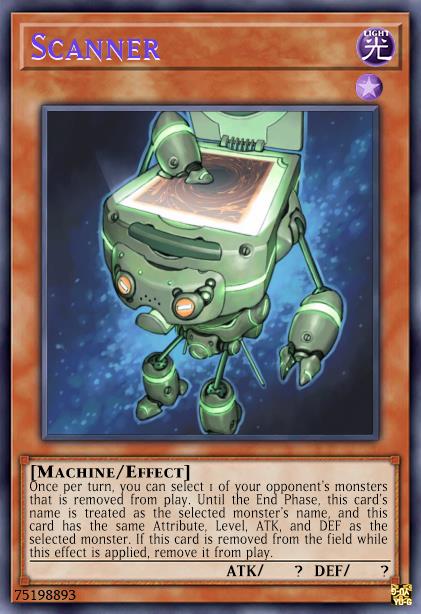 Scanner
LIGHT
光
[Machine/Effect]
Once per turn, you can select 1 of your opponent's monsters
that is removed from play. Until the End Phase, this card's
name is treated as the selected monster's name, and this
card has the same Attribute, Level, ATK, and DEF as the
selected monster. If this card is removed from the field while
this effect is applied, remove it from play.
ATK/ ? DEF/ ?
75198893